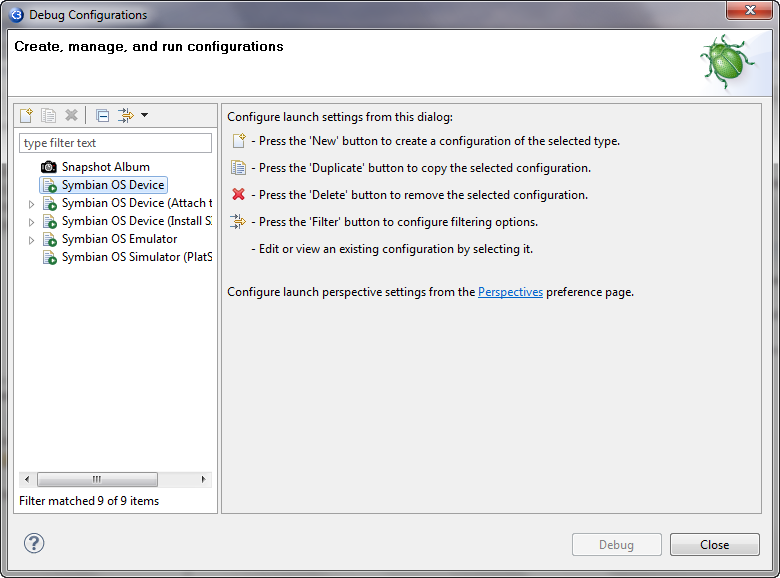 Debug Configurations
Create, manage, and run configurations
type filter text
Snapshot Album
Symbian OS Device
Symbian OS Device (Attach t
Symbian OS Device (Install S
Symbian OS Emulator
Symbian OS Simulator (PlatS
Filter matched 9 of 9 items
Configure launch settings from this dialog:
- Press the 'New' button to create a configuration of the selected type.
- Press the 'Duplicate' button to copy the selected configuration.
- Press the 'Delete' button to remove the selected configuration.
- Press the 'Filter' button to configure filtering options.
- Edit or view an existing configuration by selecting it.
Configure launch perspective settings from the Perspectives preference page.
?
Debug
Close